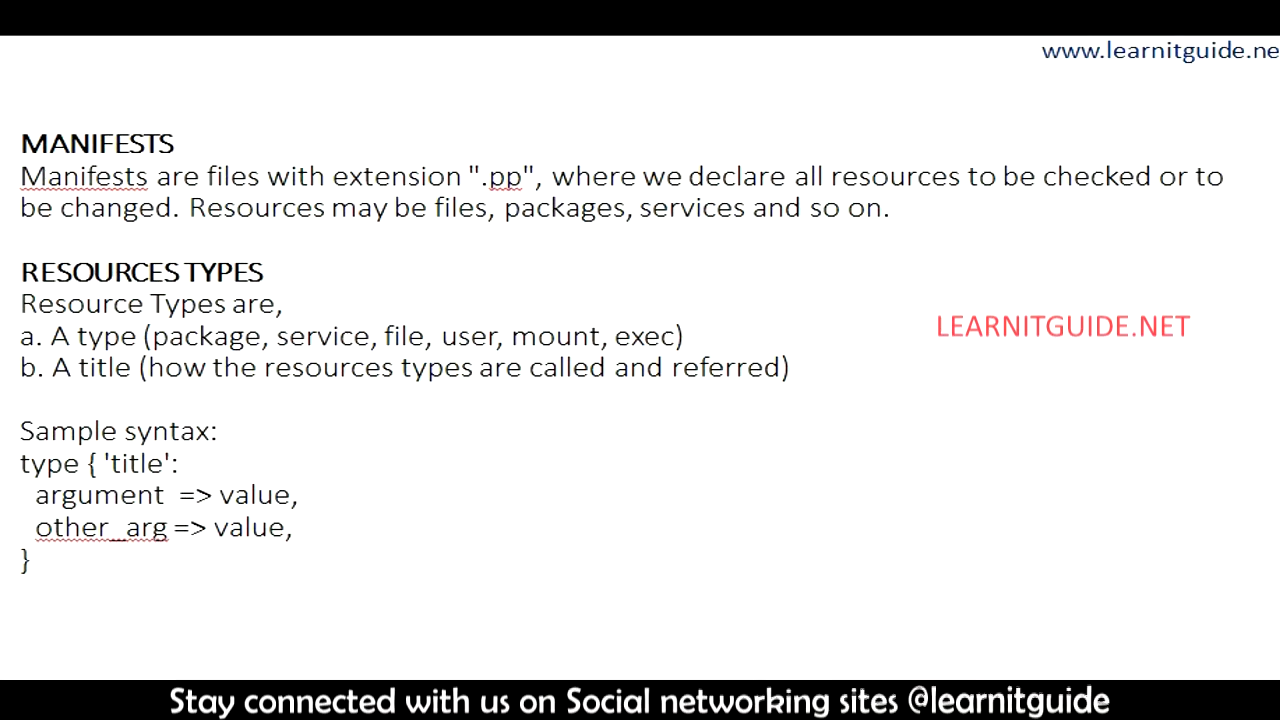 www.learnitguide.ne
MANIFESTS
Manifests are files with extension ".pp", where we declare all resources to be checked or to
be changed. Resources may be files, packages, services and so on.
RESOURCES TYPES
Resource Types are,
a. A type (package, service, file, user, mount, exec)
LEARNITGUIDE.NET
b. A title (how the resources types are called and referred)
Sample syntax:
type { 'title':
argument => value,
other_arg => value,
}
Stay connected with us on Social networking sites @learnitguide